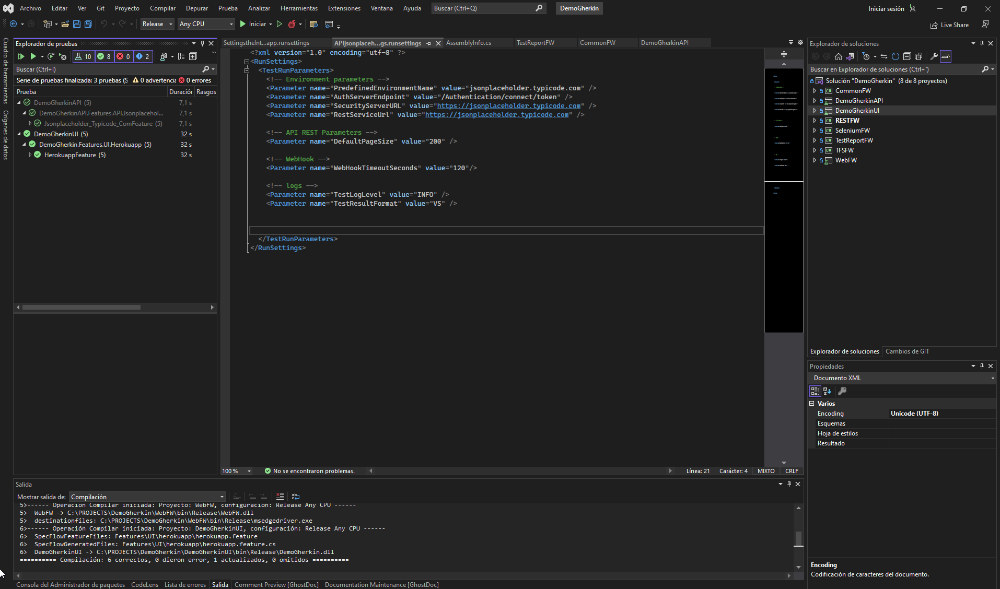 Archivo Editar Ver Git Proyecto Compilar Depurar Prueba Analizar Herramientas Extensiones Ventana Ayuda Buscar (Ctrl+Q) DemoGherkin Iniciar sesión
Release Any CPU Iniciar Live Share
Cuadro de herramientas
Orígenes de datos
Explorador de pruebas
10 8 0 2
Buscar (Ctrl+I)
Serie de pruebas finalizada: 3 pruebas (S 0 advertencia 0 errores
Prueba Duración Rasgos
DemoGherkinAPI (5) 7,1 s
DemoGherkinAPI.Features.API.Jsonplacehol... 7,1 s
Jsonplaceholder_Typicode_ComFeature (5) 7,1 s
DemoGherkinUI (5) 32 s
DemoGherkin.Features.UI.Herokuapp (5) 32 s
HerokuappFeature (5) 32 s
SettingstheInt...app.runsettings APIjsonplaceh...gs.runsettings AssemblyInfo.cs TestReportFW CommonFW DemoGherkinAPI
<?xml version="1.0" encoding="utf-8" ?>
<RunSettings>
<TestRunParameters>
<!-- Environment parameters -->
<Parameter name="PredefinedEnvironmentName" value="jsonplaceholder.typicode.com" />
<Parameter name="AuthServerEndpoint" value="/Authentication/connect/token" />
<Parameter name="SecurityServerURL" value="https://jsonplaceholder.typicode.com" />
<Parameter name="RestServiceUrl" value="https://jsonplaceholder.typicode.com" />
<!-- API REST Parameters -->
<Parameter name="DefaultPageSize" value="200" />
<!-- WebHook -->
<Parameter name="WebHookTimeoutSeconds" value="120"/>
<!-- logs -->
<Parameter name="TestLogLevel" value="INFO" />
<Parameter name="TestResultFormat" value="VS" />
</TestRunParameters>
</RunSettings>
100 % No se encontraron problemas. Línea: 21 Carácter: 4 MIXTO CRLF
Explorador de soluciones
Buscar en Explorador de soluciones (Ctrl+`)
Solución "DemoGherkin" (8 de 8 proyectos)
CommonFW
DemoGherkinAPI
DemoGherkinUI
RESTFW
SeleniumFW
TestReportFW
TFSFW
WebFW
Explorador de soluciones Cambios de GIT
Propiedades
Documento XML
Varios
Encoding Unicode (UTF-8)
Esquemas
Hoja de estilos
Resultado
Encoding
Codificación de caracteres del documento.
Salida
Mostrar salida de: Compilación
5>------ Operación Compilar iniciada: Proyecto: WebFW, configuración: Release Any CPU ------
5> WebFW -> C:\PROJECTS\DemoGherkin\WebFW\bin\Release\WebFW.dll
5> destinationfiles: C:\PROJECTS\DemoGherkin\WebFW\bin\Release\msedgedriver.exe
6>------ Operación Compilar iniciada: Proyecto: DemoGherkinUI, configuración: Release Any CPU ------
6> SpecFlowFeatureFiles: Features\UI\herokuapp\herokuapp.feature
6> SpecFlowGeneratedFiles: Features\UI\herokuapp\herokuapp.feature.cs
6> DemoGherkinUI -> C:\PROJECTS\DemoGherkin\DemoGherkinUI\bin\Release\DemoGherkin.dll
========== Compilación: 6 correctos, 0 dieron error, 1 actualizados, 0 omitidos ==========
Consola del Administrador de paquetes CodeLens Lista de errores Salida Comment Preview [GhostDoc] Documentation Maintenance [GhostDoc]